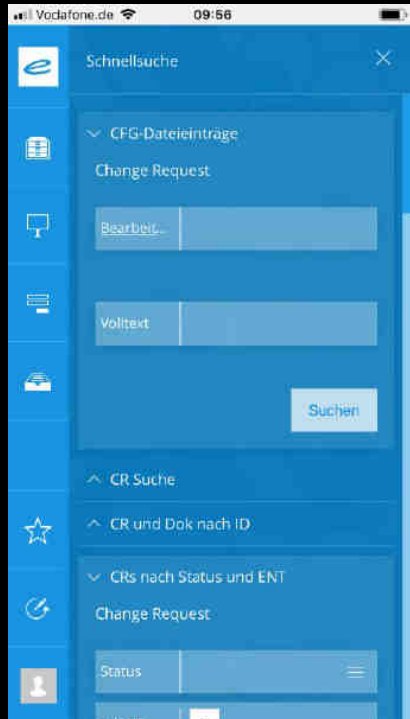 Vodafone.de 09:56
Schnellsuche
CFG-Dateieinträge
Change Request
Bearbeit...
Volltext
Suchen
CR Suche
CR und Dok nach ID
CRs nach Status und ENT
Change Request
Status